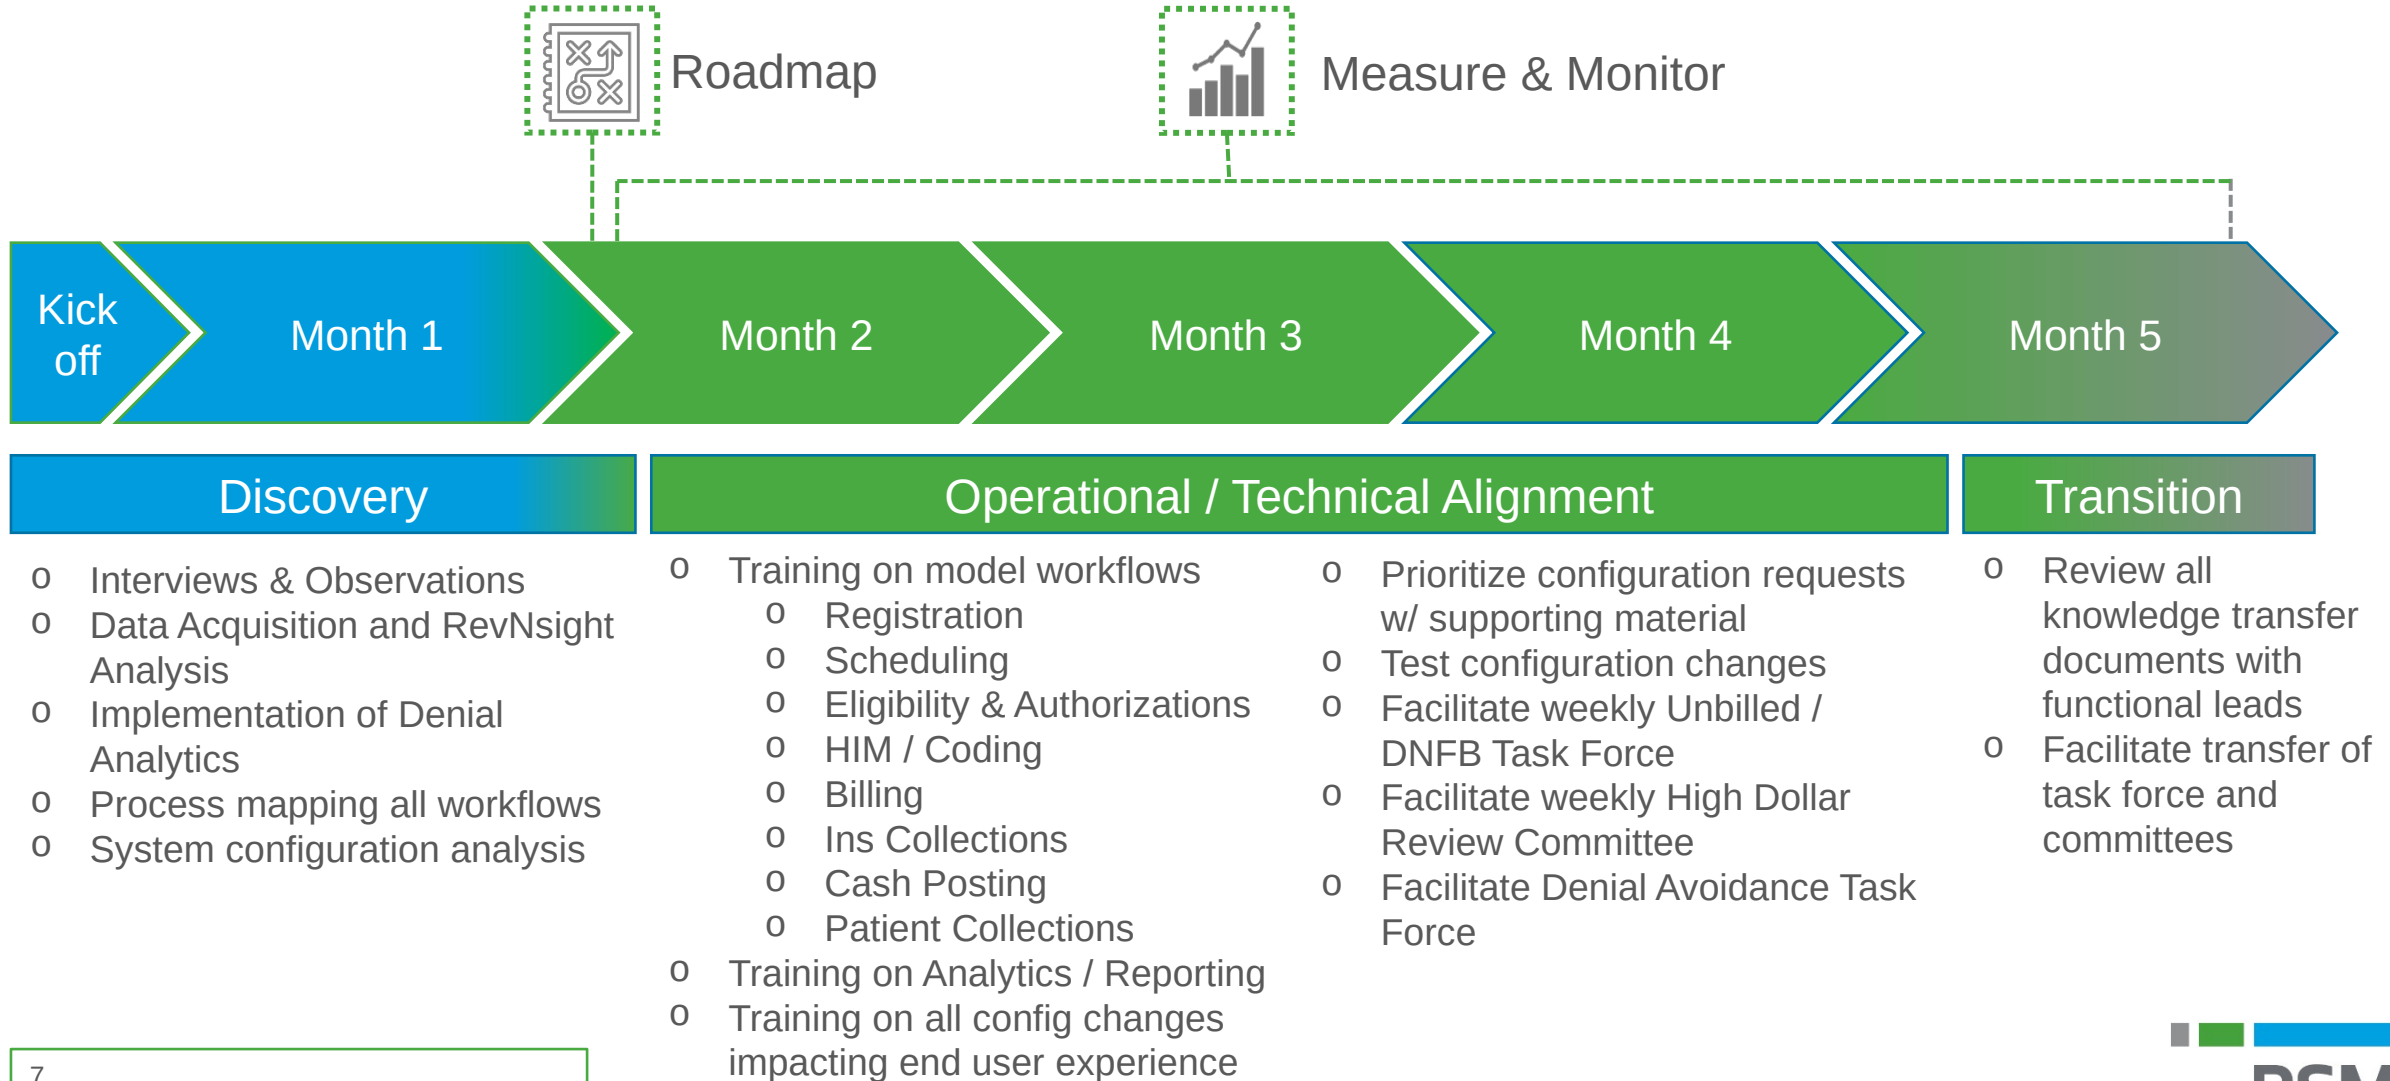 Roadmap
Measure & Monitor
Kick
off
Month 1
Month 2
Month 3
Month 4
Month 5
Discovery
Operational / Technical Alignment
Transition
o Interviews & Observations
o Data Acquisition and RevNsight
Analysis
o Implementation of Denial
Analytics
o Process mapping all workflows
o System configuration analysis
o Training on model workflows
o Registration
o Scheduling
o Eligibility & Authorizations
o HIM / Coding
o Billing
o Ins Collections
o Cash Posting
o Patient Collections
o Training on Analytics / Reporting
o Training on all config changes
impacting end user experience
o Prioritize configuration requests
w/ supporting material
o Test configuration changes
o Facilitate weekly Unbilled /
DNFB Task Force
o Facilitate weekly High Dollar
Review Committee
o Facilitate Denial Avoidance Task
Force
o Review all
knowledge transfer
documents with
functional leads
o Facilitate transfer of
task force and
committees
7
RSM